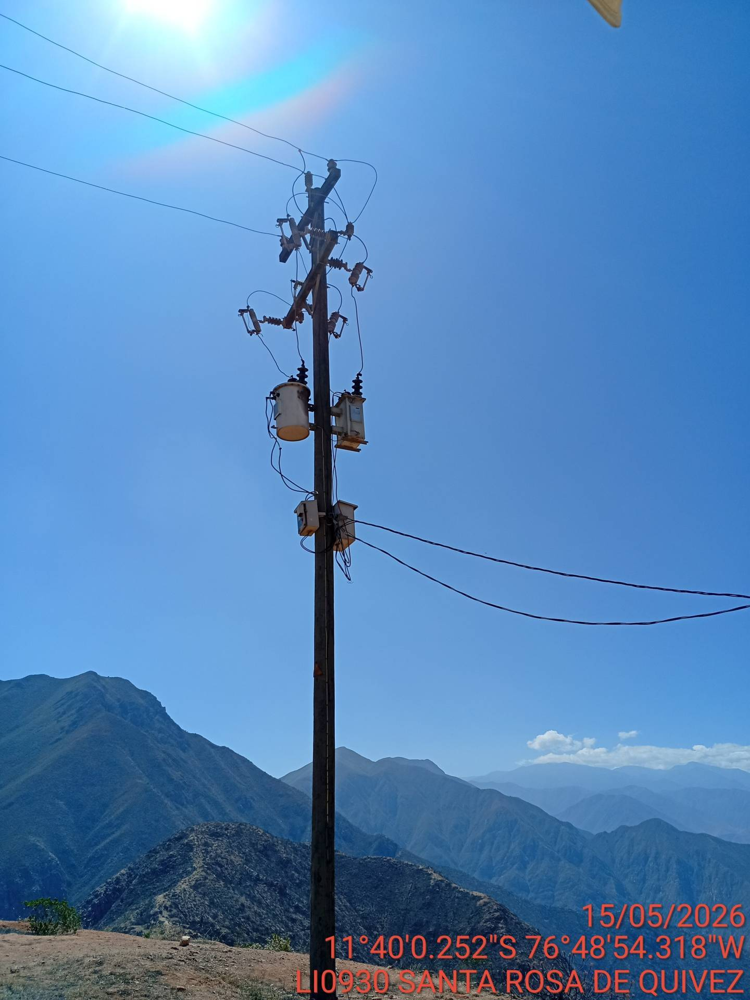 15/05/2026
11°40'0.252"S 76°48'54.318"W
LI0930 SANTA ROSA DE QUIVEZ